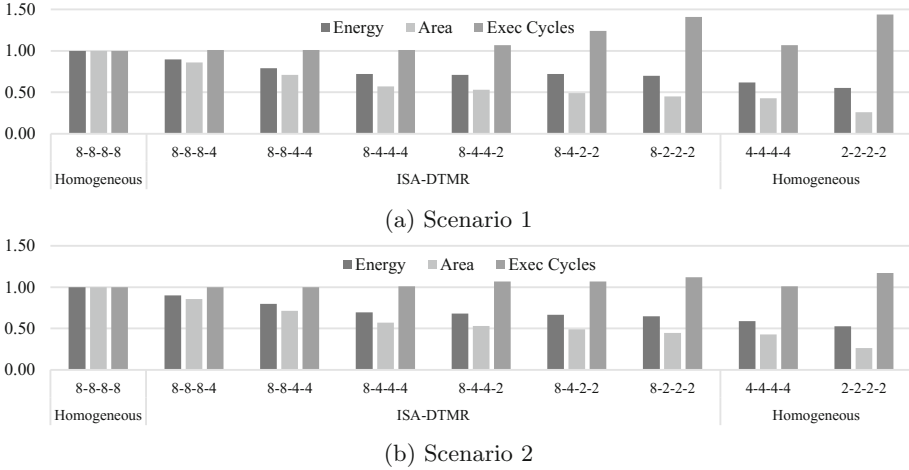 1.50
Energy Area Exec Cycles
1.00
0.50
0.00
8-8-8-8 8-8-8-4 8-8-4-4 8-4-4-4 8-4-4-2 8-4-2-2 8-2-2-2 4-4-4-4 2-2-2-2
Homogeneous ISA-DTMR Homogeneous
(a) Scenario 1
1.50
Energy Area Exec Cycles
1.00
0.50
0.00
8-8-8-8 8-8-8-4 8-8-4-4 8-4-4-4 8-4-4-2 8-4-2-2 8-2-2-2 4-4-4-4 2-2-2-2
Homogeneous ISA-DTMR Homogeneous
(b) Scenario 2